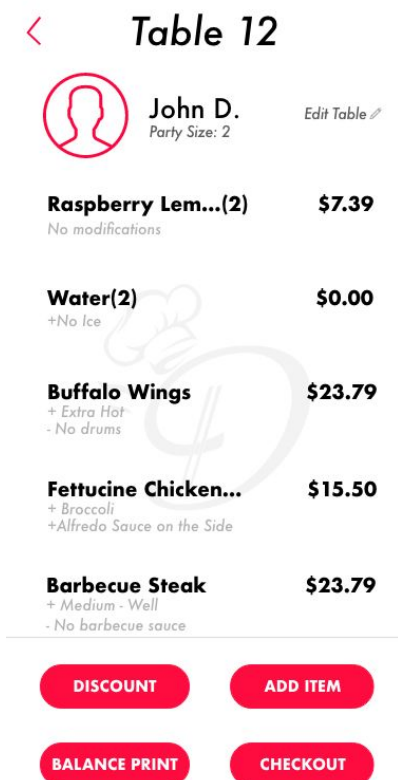 Table 12
John D.
Party Size: 2
Edit Table
Raspberry Lem...(2) $7.39
No modifications
Water(2) $0.00
+No Ice
Buffalo Wings $23.79
+ Extra Hot
- No drums
Fettucine Chicken... $15.50
+ Broccoli
+Alfredo Sauce on the Side
Barbecue Steak $23.79
+ Medium - Well
- No barbecue sauce
DISCOUNT ADD ITEM
BALANCE PRINT CHECKOUT